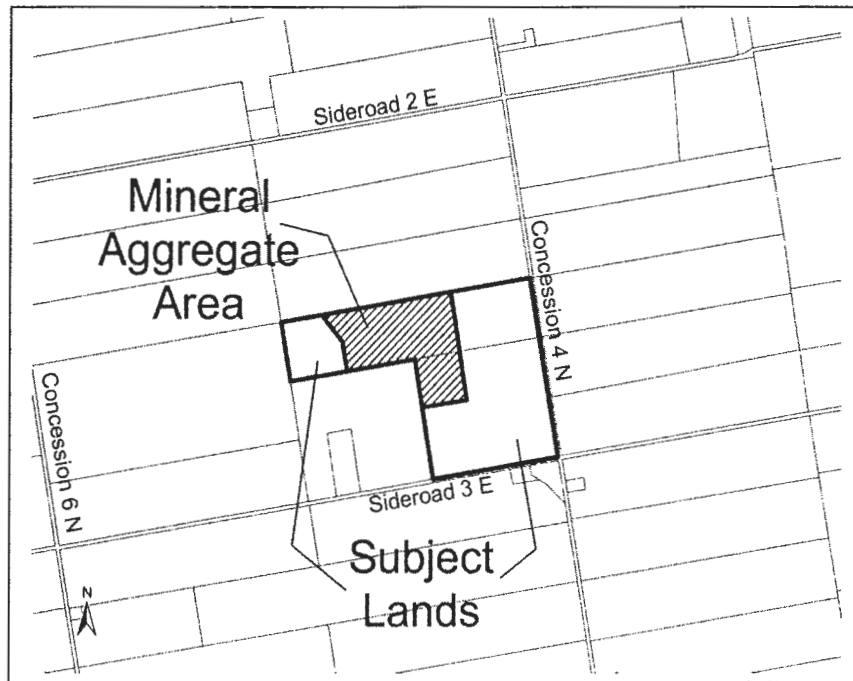 Sideroad 2 E
Mineral
Aggregate
Area
Concession 4 N
Concession 6 N
Sideroad 3 E
Subject
Lands
N